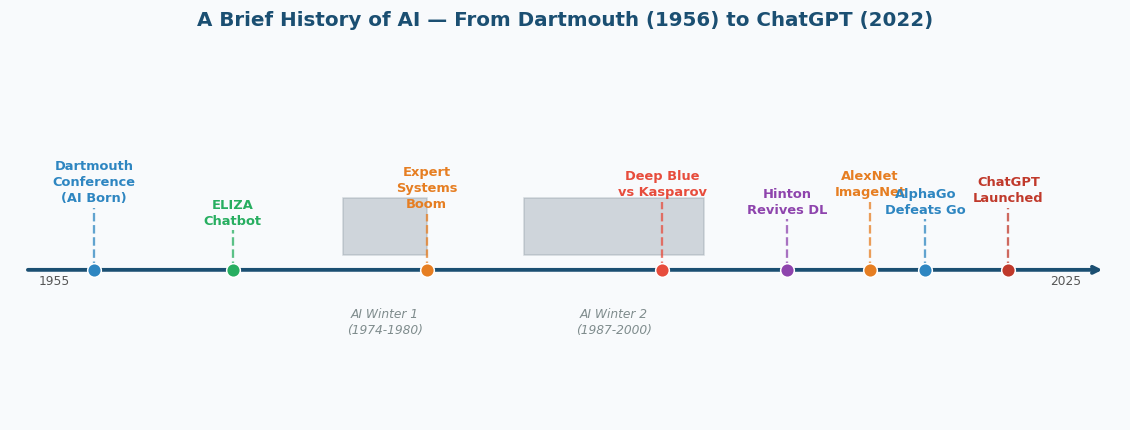 A Brief History of AI — From Dartmouth (1956) to ChatGPT (2022)
Dartmouth
Conference
(AI Born)
ELIZA
Chatbot
Expert
Systems
Boom
Deep Blue
vs Kasparov
Hinton
Revives DL
AlexNet
ImageNet
AlphaGo
Defeats Go
ChatGPT
Launched
1955
2025
AI Winter 1
(1974-1980)
AI Winter 2
(1987-2000)